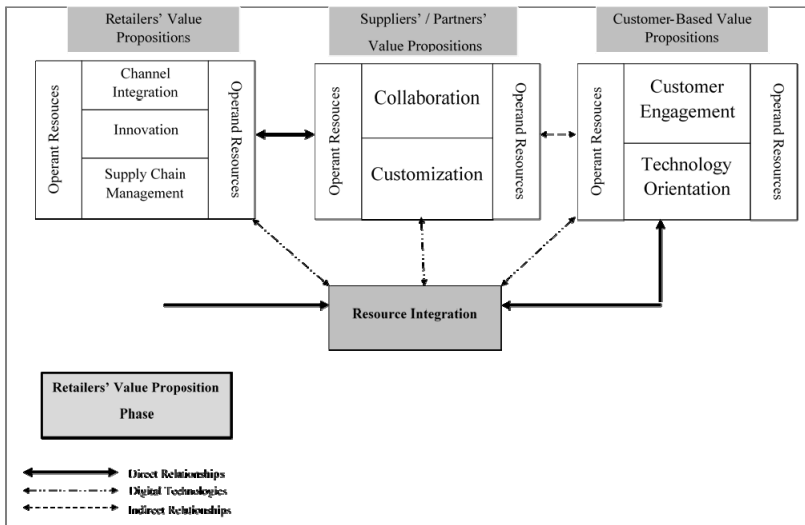 Retailers' Value
Propositions
Suppliers' / Partners'
Value Propositions
Customer-Based Value
Propositions
Operant Resouces
Channel
Integration
Innovation
Supply Chain
Management
Operand Resources
Operant Resources
Collaboration
Customization
Operand Resources
Operant Resources
Customer
Engagement
Technology
Orientation
Operand Resources
Resource Integration
Retailers' Value Proposition
Phase
Direct Relationships
Digital Technologies
Indirect Relationships